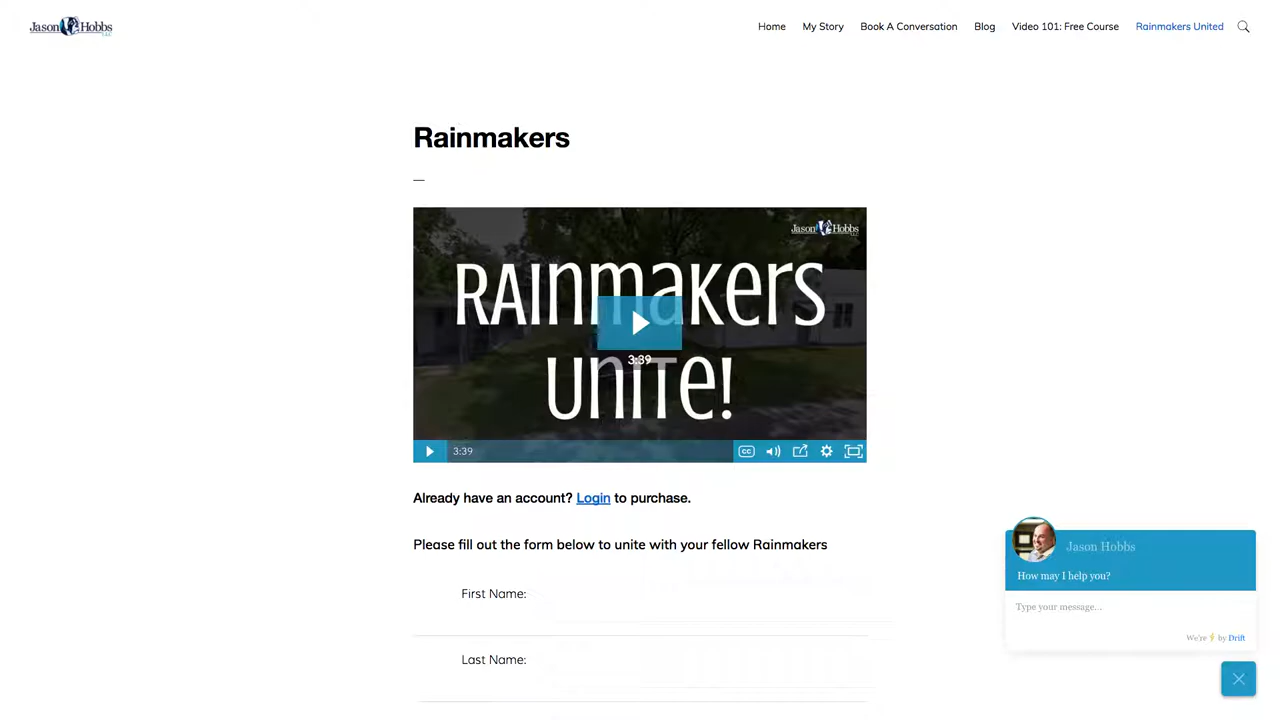 Jason Hobbs
Home My Story Book A Conversation Blog Video 101: Free Course Rainmakers United
Rainmakers
Jason Hobbs
Rainmakers
Unite!
3:39
3:39
CC
Already have an account? Login to purchase.
Please fill out the form below to unite with your fellow Rainmakers
First Name:
Last Name:
Jason Hobbs
How may I help you?
Type your message...
We're ⚡ by Drift